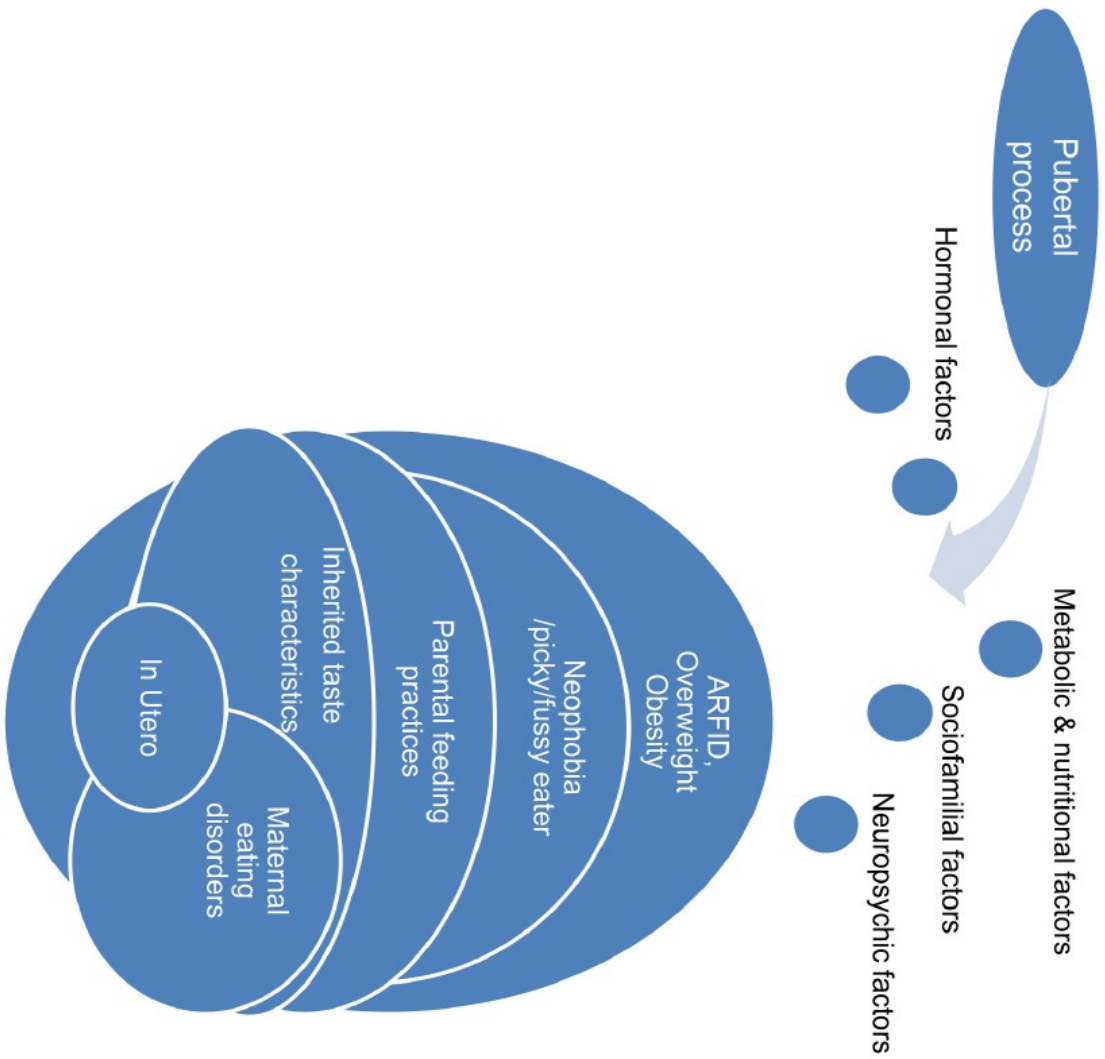 Pubertal
process
Hormonal factors
Metabolic & nutritional factors
Sociofamilial factors
Neuropsychic factors
ARFID,
Overweight
Obesity
Neophobia
/picky/fussy eater
Parental feeding
practices
Inherited taste
characteristics
Maternal
eating
disorders
In Utero